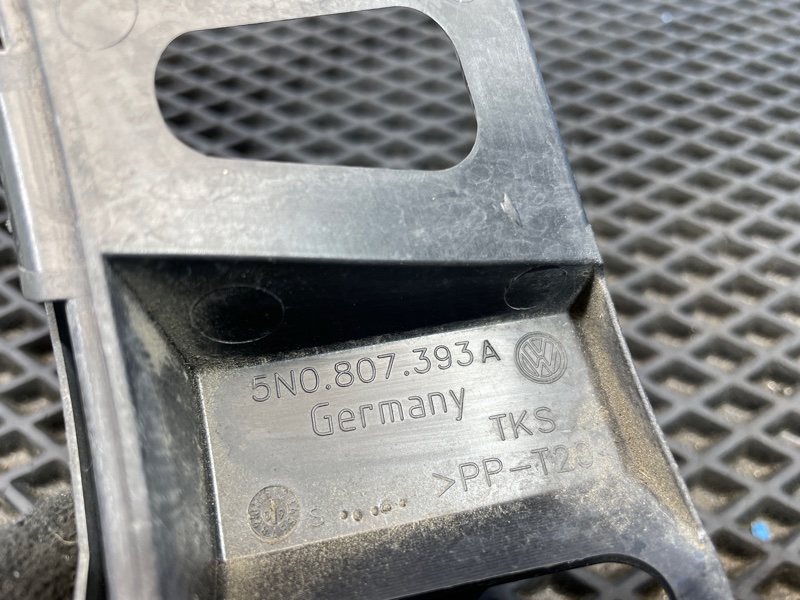 5N0.807.393A
Germany
TKS
>PP-T20
S